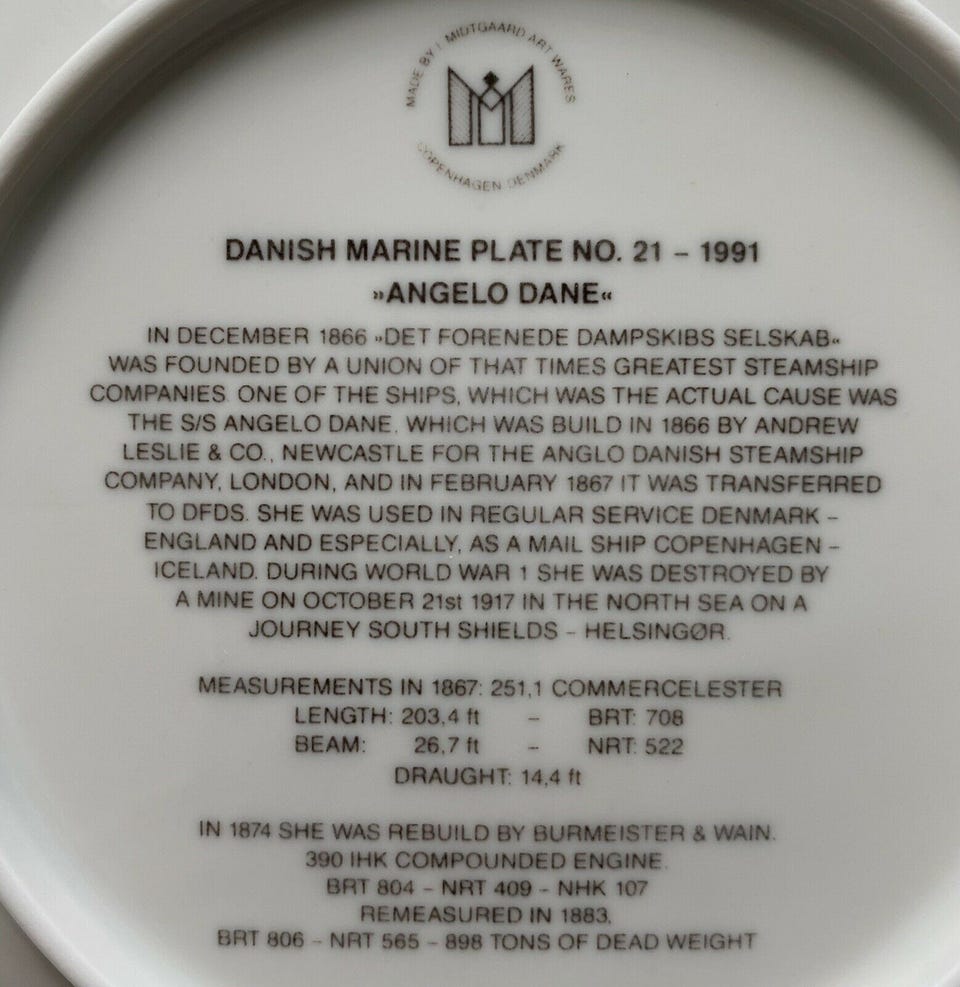 MADE BY I. MIDTGAARD ART WARES
COPENHAGEN DENMARK
DANISH MARINE PLATE NO. 21 – 1991
»ANGELO DANE«
IN DECEMBER 1866 »DET FORENEDE DAMPSKIBS SELSKAB«
WAS FOUNDED BY A UNION OF THAT TIMES GREATEST STEAMSHIP
COMPANIES. ONE OF THE SHIPS, WHICH WAS THE ACTUAL CAUSE WAS
THE S/S ANGELO DANE, WHICH WAS BUILD IN 1866 BY ANDREW
LESLIE & CO., NEWCASTLE FOR THE ANGLO DANISH STEAMSHIP
COMPANY, LONDON, AND IN FEBRUARY 1867 IT WAS TRANSFERRED
TO DFDS. SHE WAS USED IN REGULAR SERVICE DENMARK –
ENGLAND AND ESPECIALLY, AS A MAIL SHIP COPENHAGEN –
ICELAND. DURING WORLD WAR 1 SHE WAS DESTROYED BY
A MINE ON OCTOBER 21st 1917 IN THE NORTH SEA ON A
JOURNEY SOUTH SHIELDS – HELSINGØR.
MEASUREMENTS IN 1867: 251,1 COMMERCELESTER
LENGTH: 203,4 ft – BRT: 708
BEAM: 26,7 ft – NRT: 522
DRAUGHT: 14,4 ft
IN 1874 SHE WAS REBUILD BY BURMEISTER & WAIN.
390 IHK COMPOUNDED ENGINE.
BRT 804 – NRT 409 – NHK 107
REMEASURED IN 1883.
BRT 806 – NRT 565 – 898 TONS OF DEAD WEIGHT